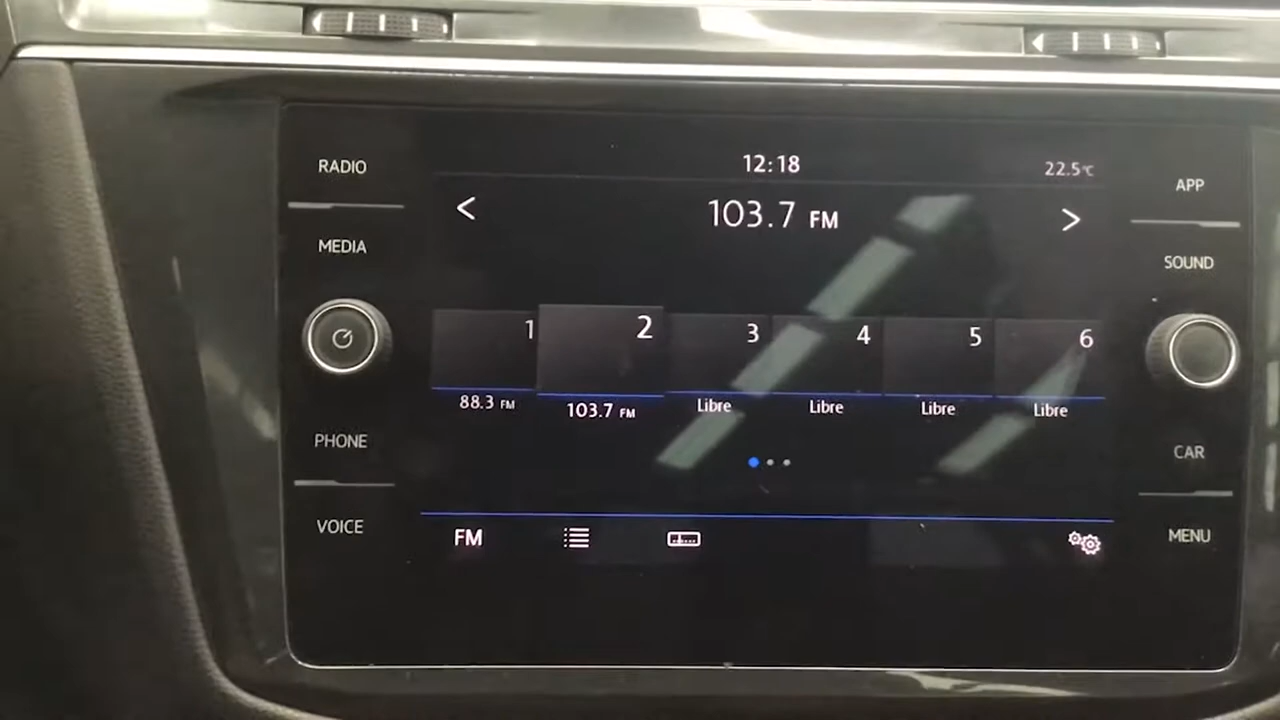 RADIO
MEDIA
PHONE
VOICE
12:18
22.5°C
< 103.7 FM >
1 2 3 4 5 6
88.3 FM 103.7 FM Libre Libre Libre Libre
FM
APP
SOUND
CAR
MENU